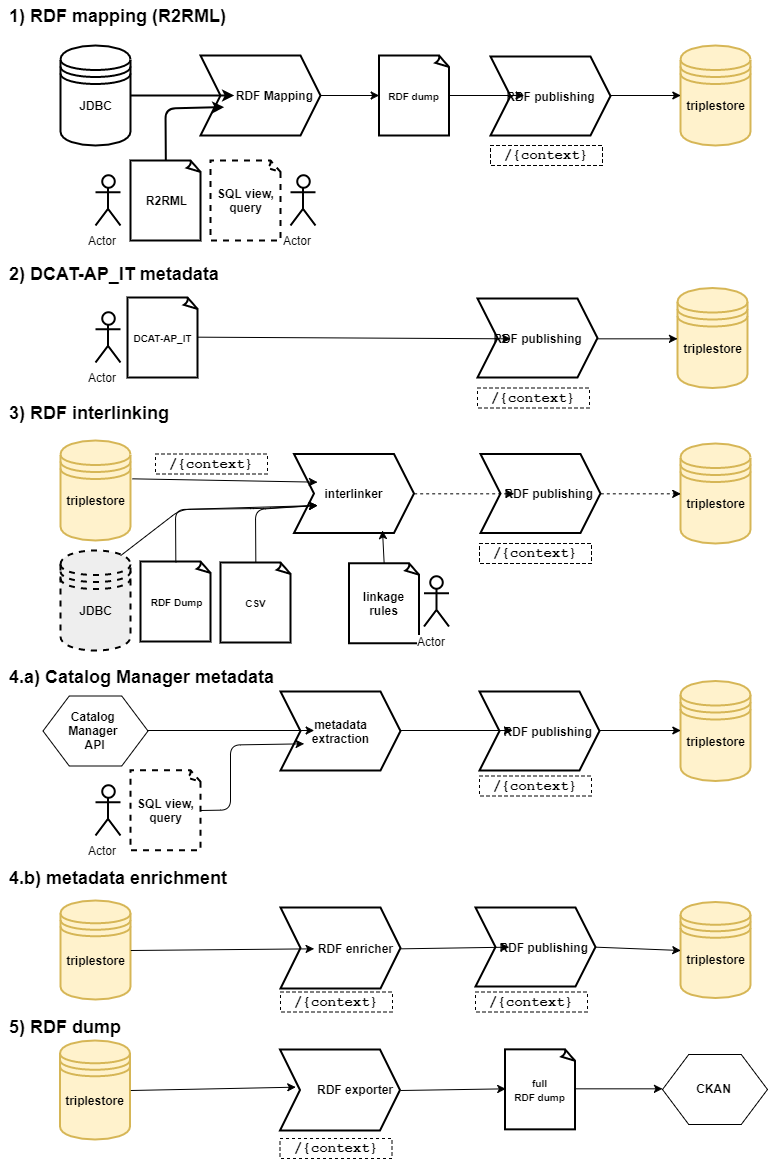 1) RDF mapping (R2RML)
JDBC
RDF Mapping
RDF dump
RDF publishing
triplestore
/{context}
R2RML
SQL view,
query
Actor
Actor
2) DCAT-AP_IT metadata
DCAT-AP_IT
RDF publishing
triplestore
Actor
/{context}
3) RDF interlinking
triplestore
/{context}
interlinker
RDF publishing
triplestore
/{context}
JDBC
RDF Dump
CSV
linkage
rules
Actor
4.a) Catalog Manager metadata
Catalog
Manager
API
metadata
extraction
RDF publishing
triplestore
/{context}
SQL view,
query
Actor
4.b) metadata enrichment
triplestore
RDF enricher
RDF publishing
triplestore
/{context}
/{context}
5) RDF dump
triplestore
RDF exporter
full
RDF dump
CKAN
/{context}